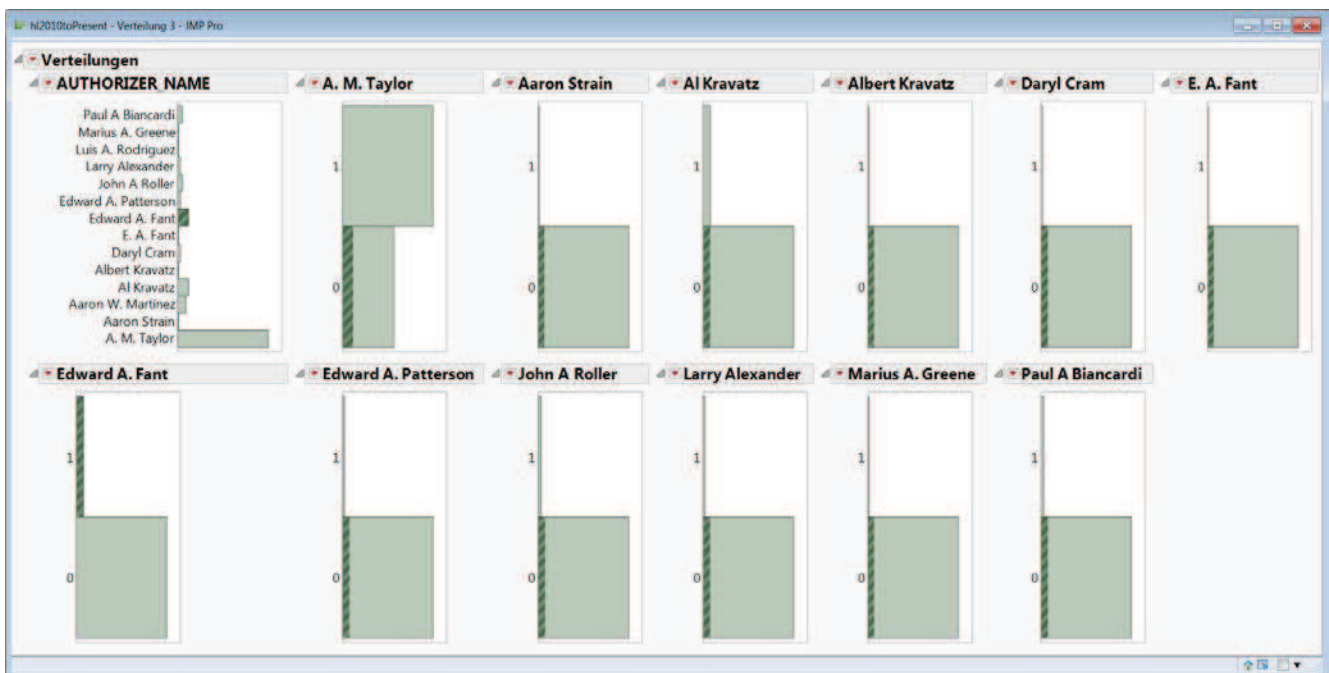 hl2010toPresent - Verteilung 3 - JMP Pro
Verteilungen
AUTHORIZER_NAME
Paul A Biancardi
Marius A. Greene
Luis A. Rodriguez
Larry Alexander
John A Roller
Edward A. Patterson
Edward A. Fant
E. A. Fant
Daryl Cram
Albert Kravatz
Al Kravatz
Aaron W. Martinez
Aaron Strain
A. M. Taylor
A. M. Taylor
1
0
Aaron Strain
1
0
Al Kravatz
1
0
Albert Kravatz
1
0
Daryl Cram
1
0
E. A. Fant
1
0
Edward A. Fant
1
0
Edward A. Patterson
1
0
John A Roller
1
0
Larry Alexander
1
0
Marius A. Greene
1
0
Paul A Biancardi
1
0